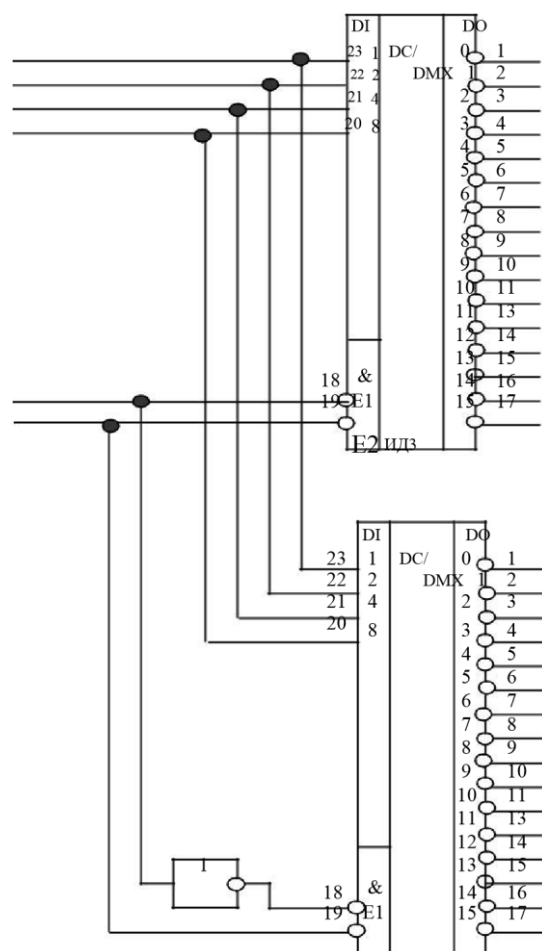 DI DO
23 1 DC/ 0 1
22 2 DMX 1 2
21 4 2 3
20 8 3 4
4 5
5 6
6 7
7 8
8 9
9 10
10 11
11 13
12 14
13 15
18 & 14 16
19 E1 15 17
E2 ИД3
DI DO
23 1 DC/ 0 1
22 2 DMX 1 2
21 4 2 3
20 8 3 4
4 5
5 6
6 7
7 8
8 9
9 10
10 11
11 13
12 14
1 13 15
18 & 14 16
19 E1 15 17